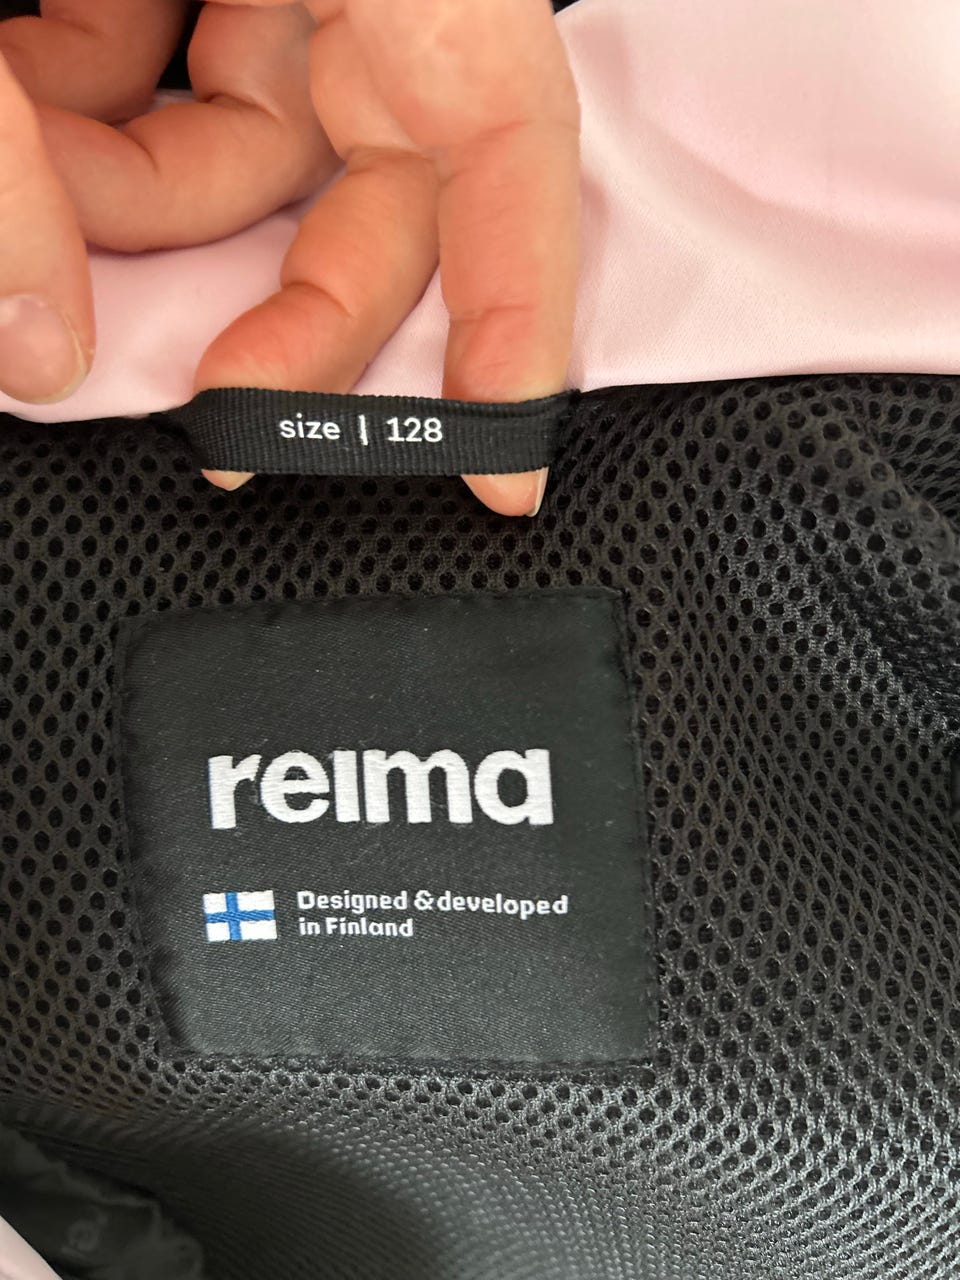 size | 128
reima
Designed & developed
in Finland